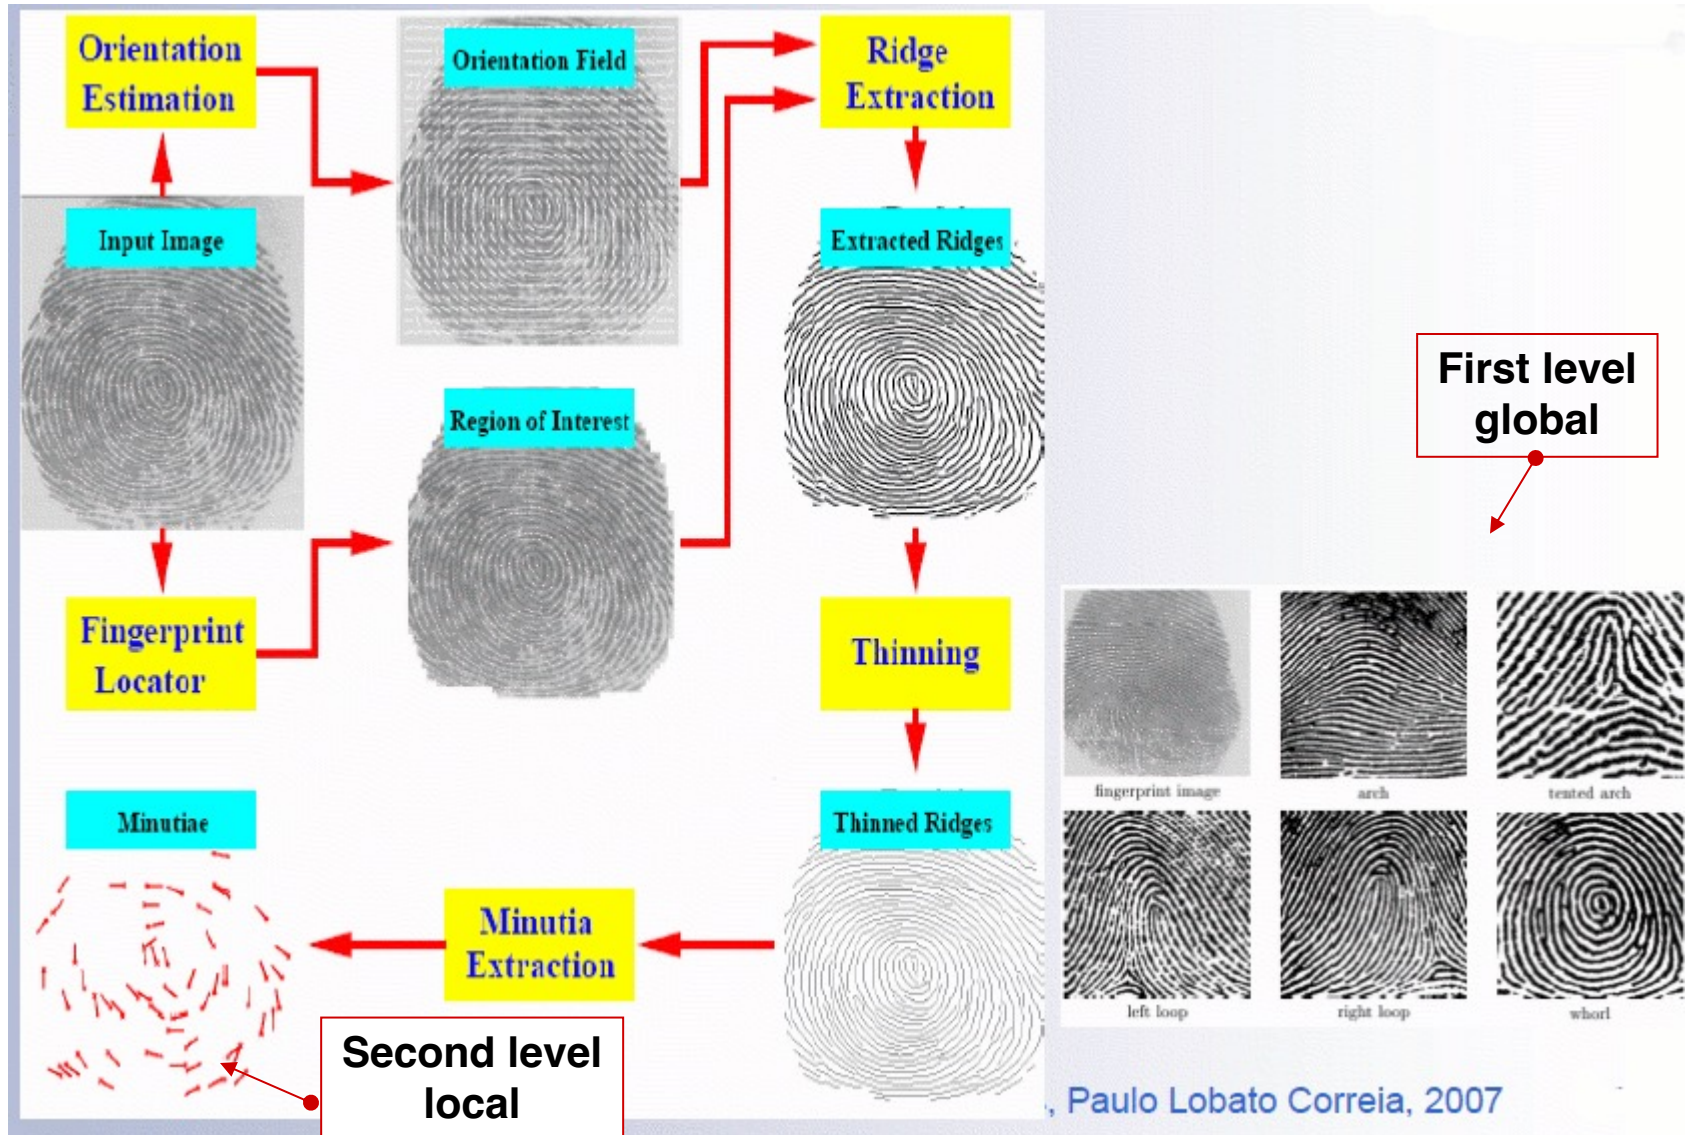 Orientation
Estimation
Orientation Field
Ridge
Extraction
Input Image
Extracted Ridges
Region of Interest
First level
global
Fingerprint
Locator
Thinning
fingerprint image
arch
tented arch
Minutiae
Thinned Ridges
Minutia
Extraction
left loop
right loop
whorl
Second level
local
, Paulo Lobato Correia, 2007